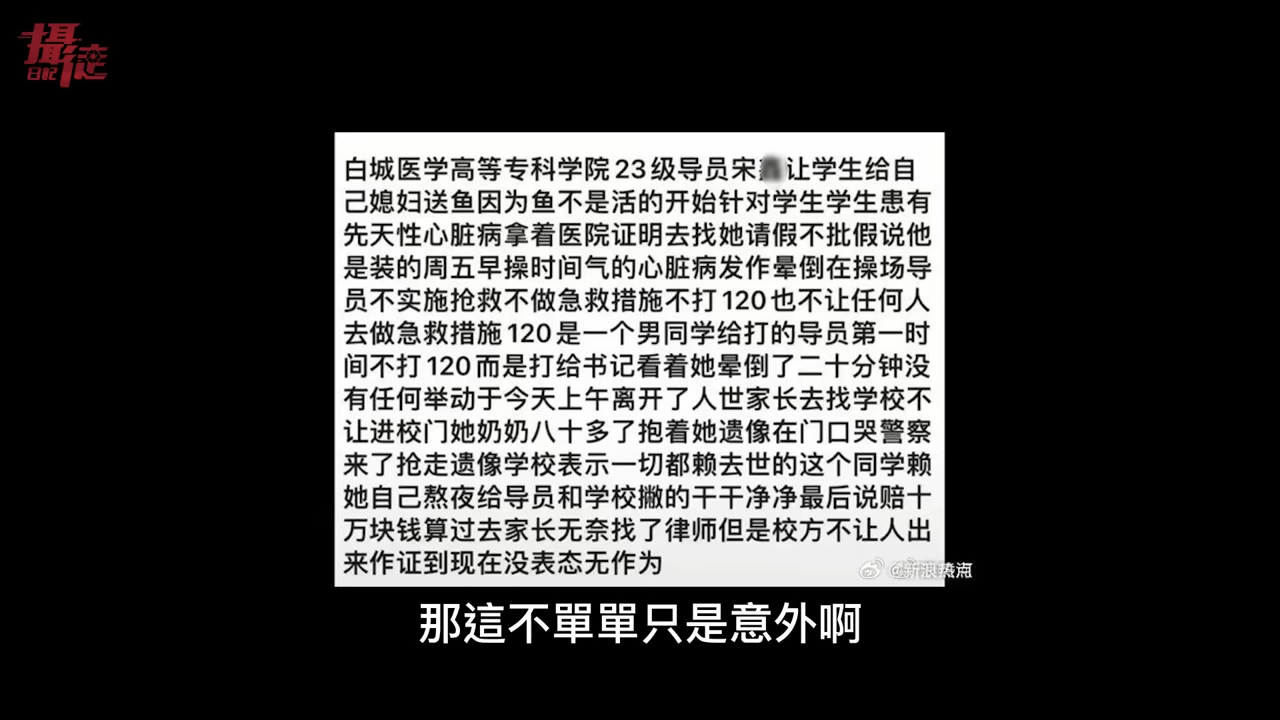 攝徒
日記
白城医学高等专科学院23级导员宋 让学生给自
己媳妇送鱼因为鱼不是活的开始针对学生学生患有
先天性心脏病拿着医院证明去找她请假不批假说他
是装的周五早操时间气的心脏病发作晕倒在操场导
员不实施抢救不做急救措施不打120也不让任何人
去做急救措施120是一个男同学给打的导员第一时
间不打120而是打给书记看着她晕倒了二十分钟没
有任何举动于今天上午离开了人世家长去找学校不
让进校门她奶奶八十多了抱着她遗像在门口哭警察
来了抢走遗像学校表示一切都赖去世的这个同学赖
她自己熬夜给导员和学校撇的干干净净最后说赔十
万块钱算过去家长无奈找了律师但是校方不让人出
来作证到现在没表态无作为
@新浪热点
那這不單單只是意外啊